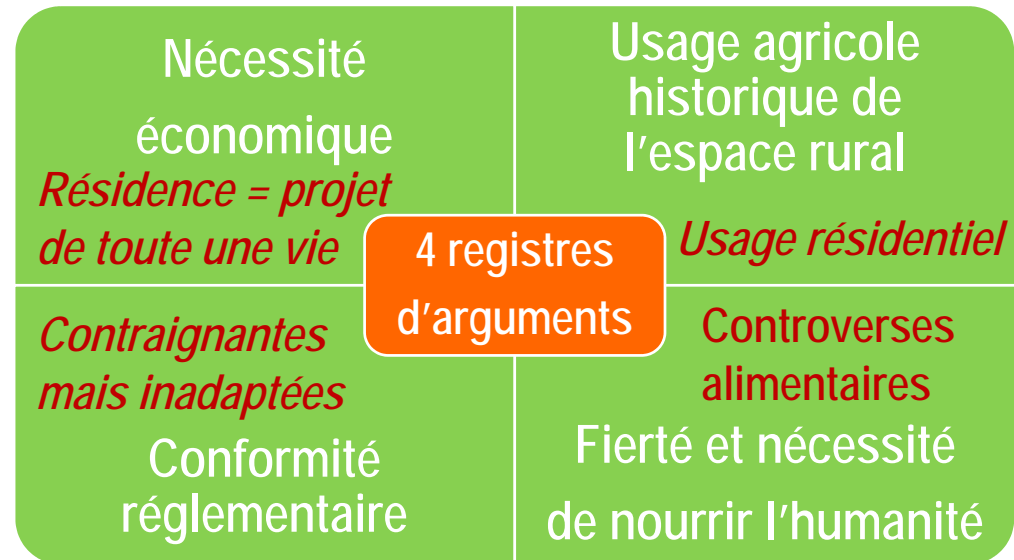 Nécessité
économique
Résidence = projet
de toute une vie
Usage agricole
historique de
l'espace rural
Usage résidentiel
4 registres
d'arguments
Contraignantes
mais inadaptées
Conformité
réglementaire
Controverses
alimentaires
Fierté et nécessité
de nourrir l'humanité